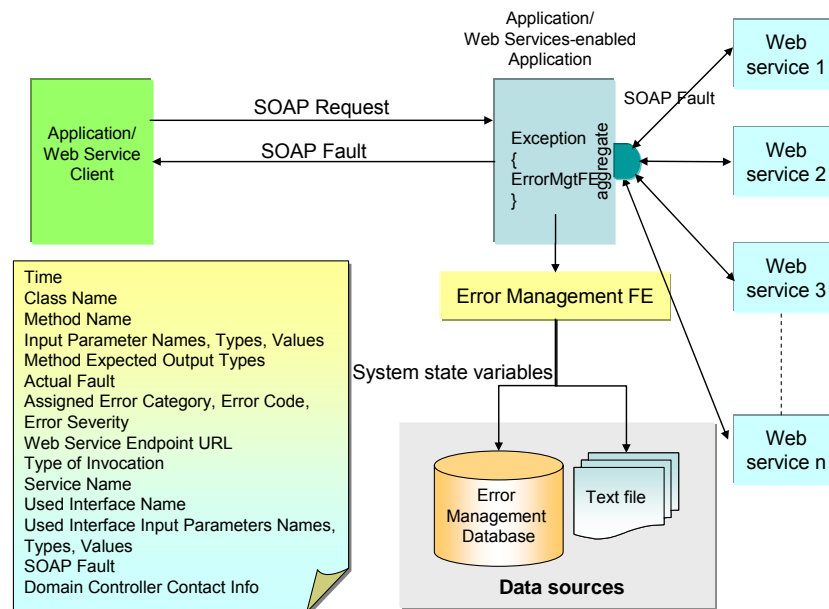 Application/
Web Services-enabled
Application
Web
service 1
SOAP Request
SOAP Fault
Application/
Web Service
Client
SOAP Fault
Exception
{
ErrorMgtFE
}
aggregate
Web
service 2
Web
service 3
Error Management FE
System state variables
Web
service n
Time
Class Name
Method Name
Input Parameter Names, Types, Values
Method Expected Output Types
Actual Fault
Assigned Error Category, Error Code,
Error Severity
Web Service Endpoint URL
Type of Invocation
Service Name
Used Interface Name
Used Interface Input Parameters Names,
Types, Values
SOAP Fault
Domain Controller Contact Info
Error
Management
Database
Text file
Data sources